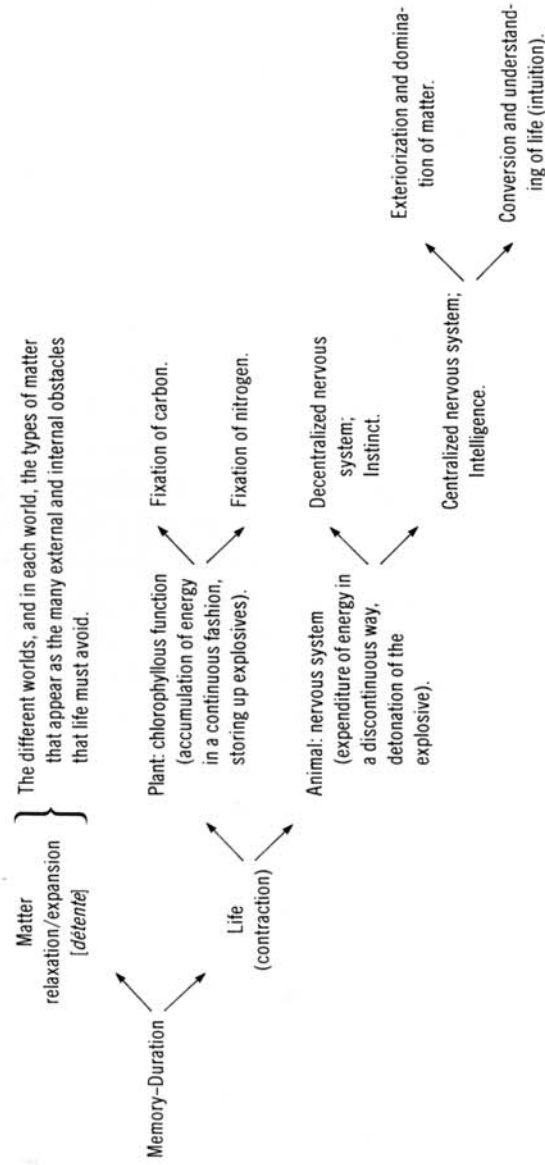 Matter
relaxation/expansion
[détente]
The different worlds, and in each world, the types of matter
that appear as the many external and internal obstacles
that life must avoid.
Memory–Duration
Life
(contraction)
Plant: chlorophyllous function
(accumulation of energy
in a continuous fashion,
storing up explosives).
Fixation of carbon.
Fixation of nitrogen.
Animal: nervous system
(expenditure of energy in
a discontinuous way,
detonation of the
explosive).
Decentralized nervous
system;
Instinct.
Centralized nervous system;
Intelligence.
Exteriorization and domina-
tion of matter.
Conversion and understand-
ing of life (intuition).